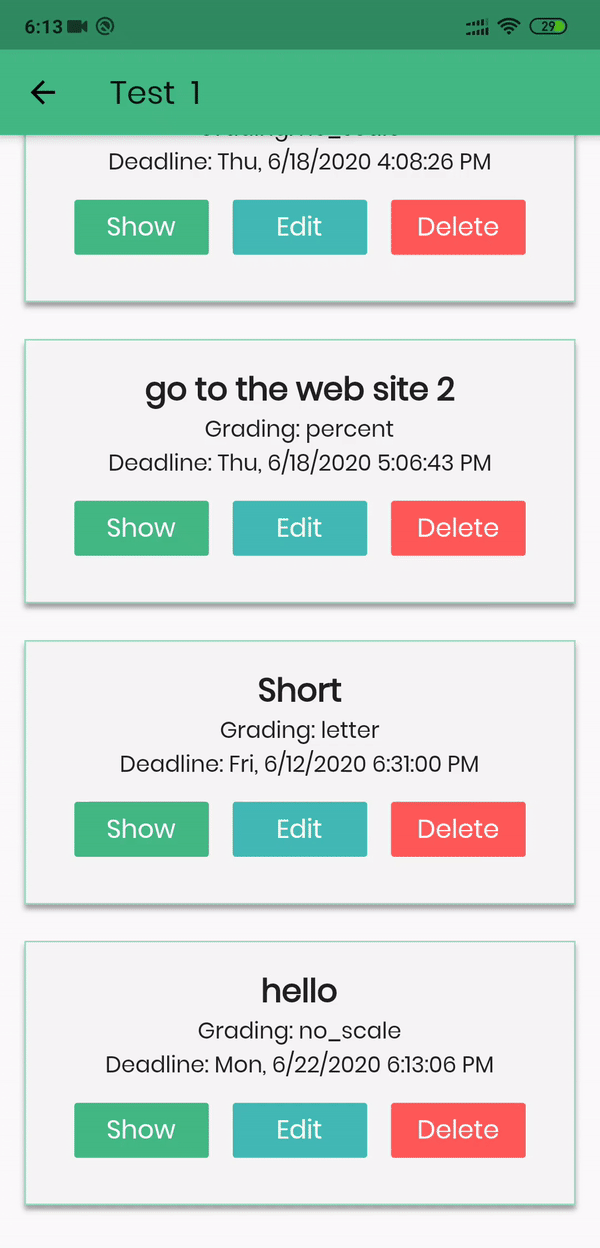 6:13
29
Test 1
Deadline: Thu, 6/18/2020 4:08:26 PM
Show Edit Delete
go to the web site 2
Grading: percent
Deadline: Thu, 6/18/2020 5:06:43 PM
Show Edit Delete
Short
Grading: letter
Deadline: Fri, 6/12/2020 6:31:00 PM
Show Edit Delete
hello
Grading: no_scale
Deadline: Mon, 6/22/2020 6:13:06 PM
Show Edit Delete